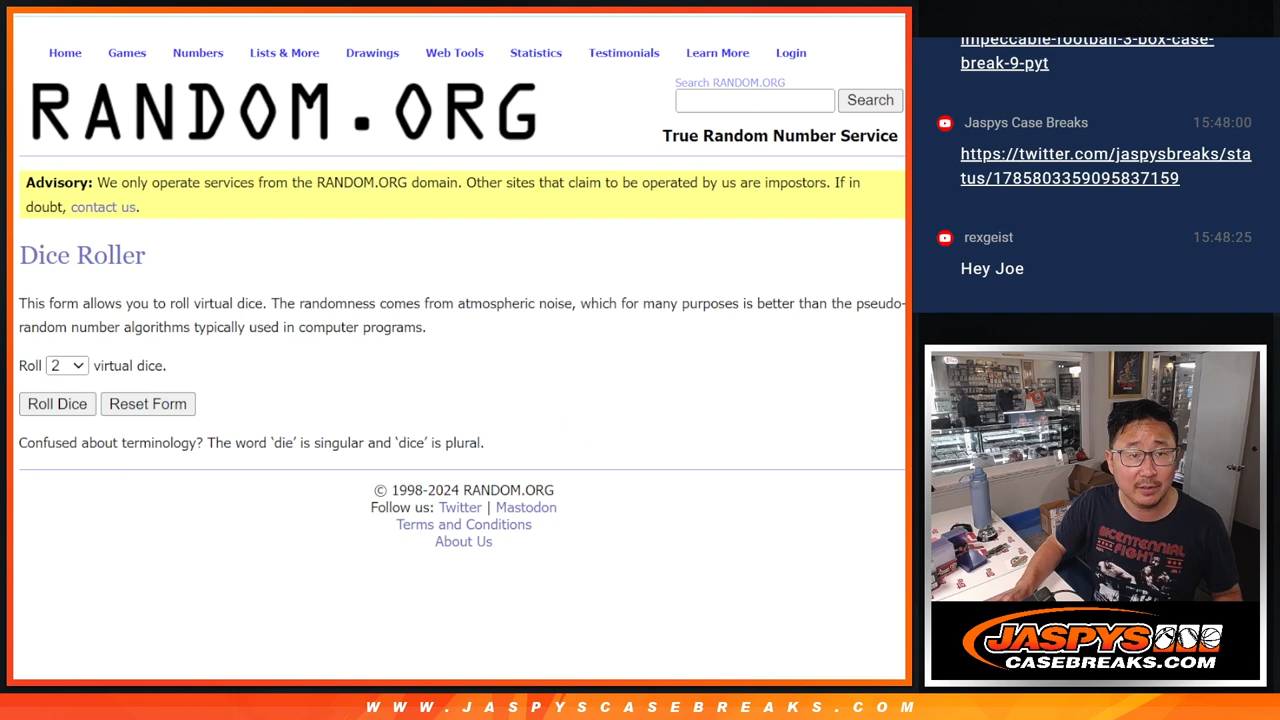 Home Games Numbers Lists & More Drawings Web Tools Statistics Testimonials Learn More Login
RANDOM.ORG
Search RANDOM.ORG
Search
True Random Number Service
Advisory: We only operate services from the RANDOM.ORG domain. Other sites that claim to be operated by us are impostors. If in
doubt, contact us.
Dice Roller
This form allows you to roll virtual dice. The randomness comes from atmospheric noise, which for many purposes is better than the pseudo-
random number algorithms typically used in computer programs.
Roll 2 virtual dice.
Roll Dice Reset Form
Confused about terminology? The word ‘die’ is singular and ‘dice’ is plural.
© 1998-2024 RANDOM.ORG
Follow us: Twitter | Mastodon
Terms and Conditions
About Us
impeccable-football-3-box-case-
break-9-pyt
Jaspys Case Breaks 15:48:00
https://twitter.com/jaspysbreaks/sta
tus/1785803359095837159
rexgeist 15:48:25
Hey Joe
BICENTENNIAL
FIGHT
JASPYS
CASEBREAKS.COM
WWW.JASPYSCASEBREAKS.COM